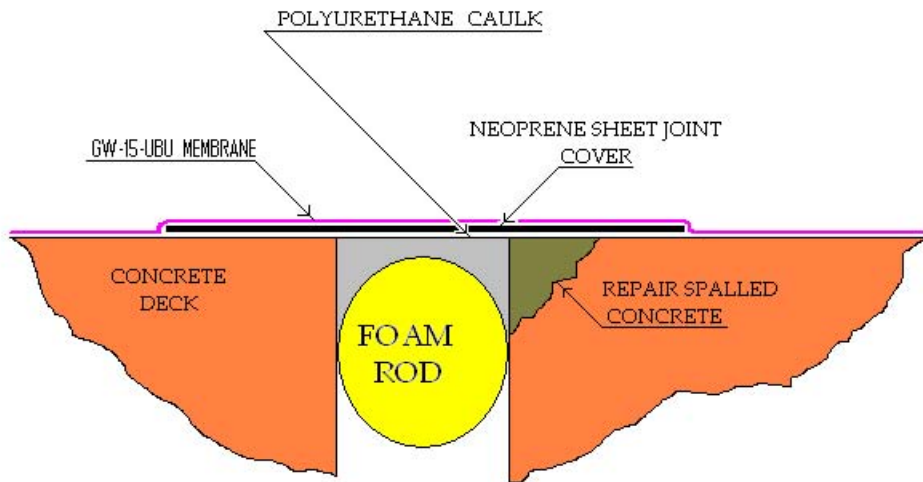 POLYURETHANE CAULK
NEOPRENE SHEET JOINT
COVER
GW-15-UBU MEMBRANE
CONCRETE
DECK
REPAIR SPALLED
CONCRETE
FOAM
ROD